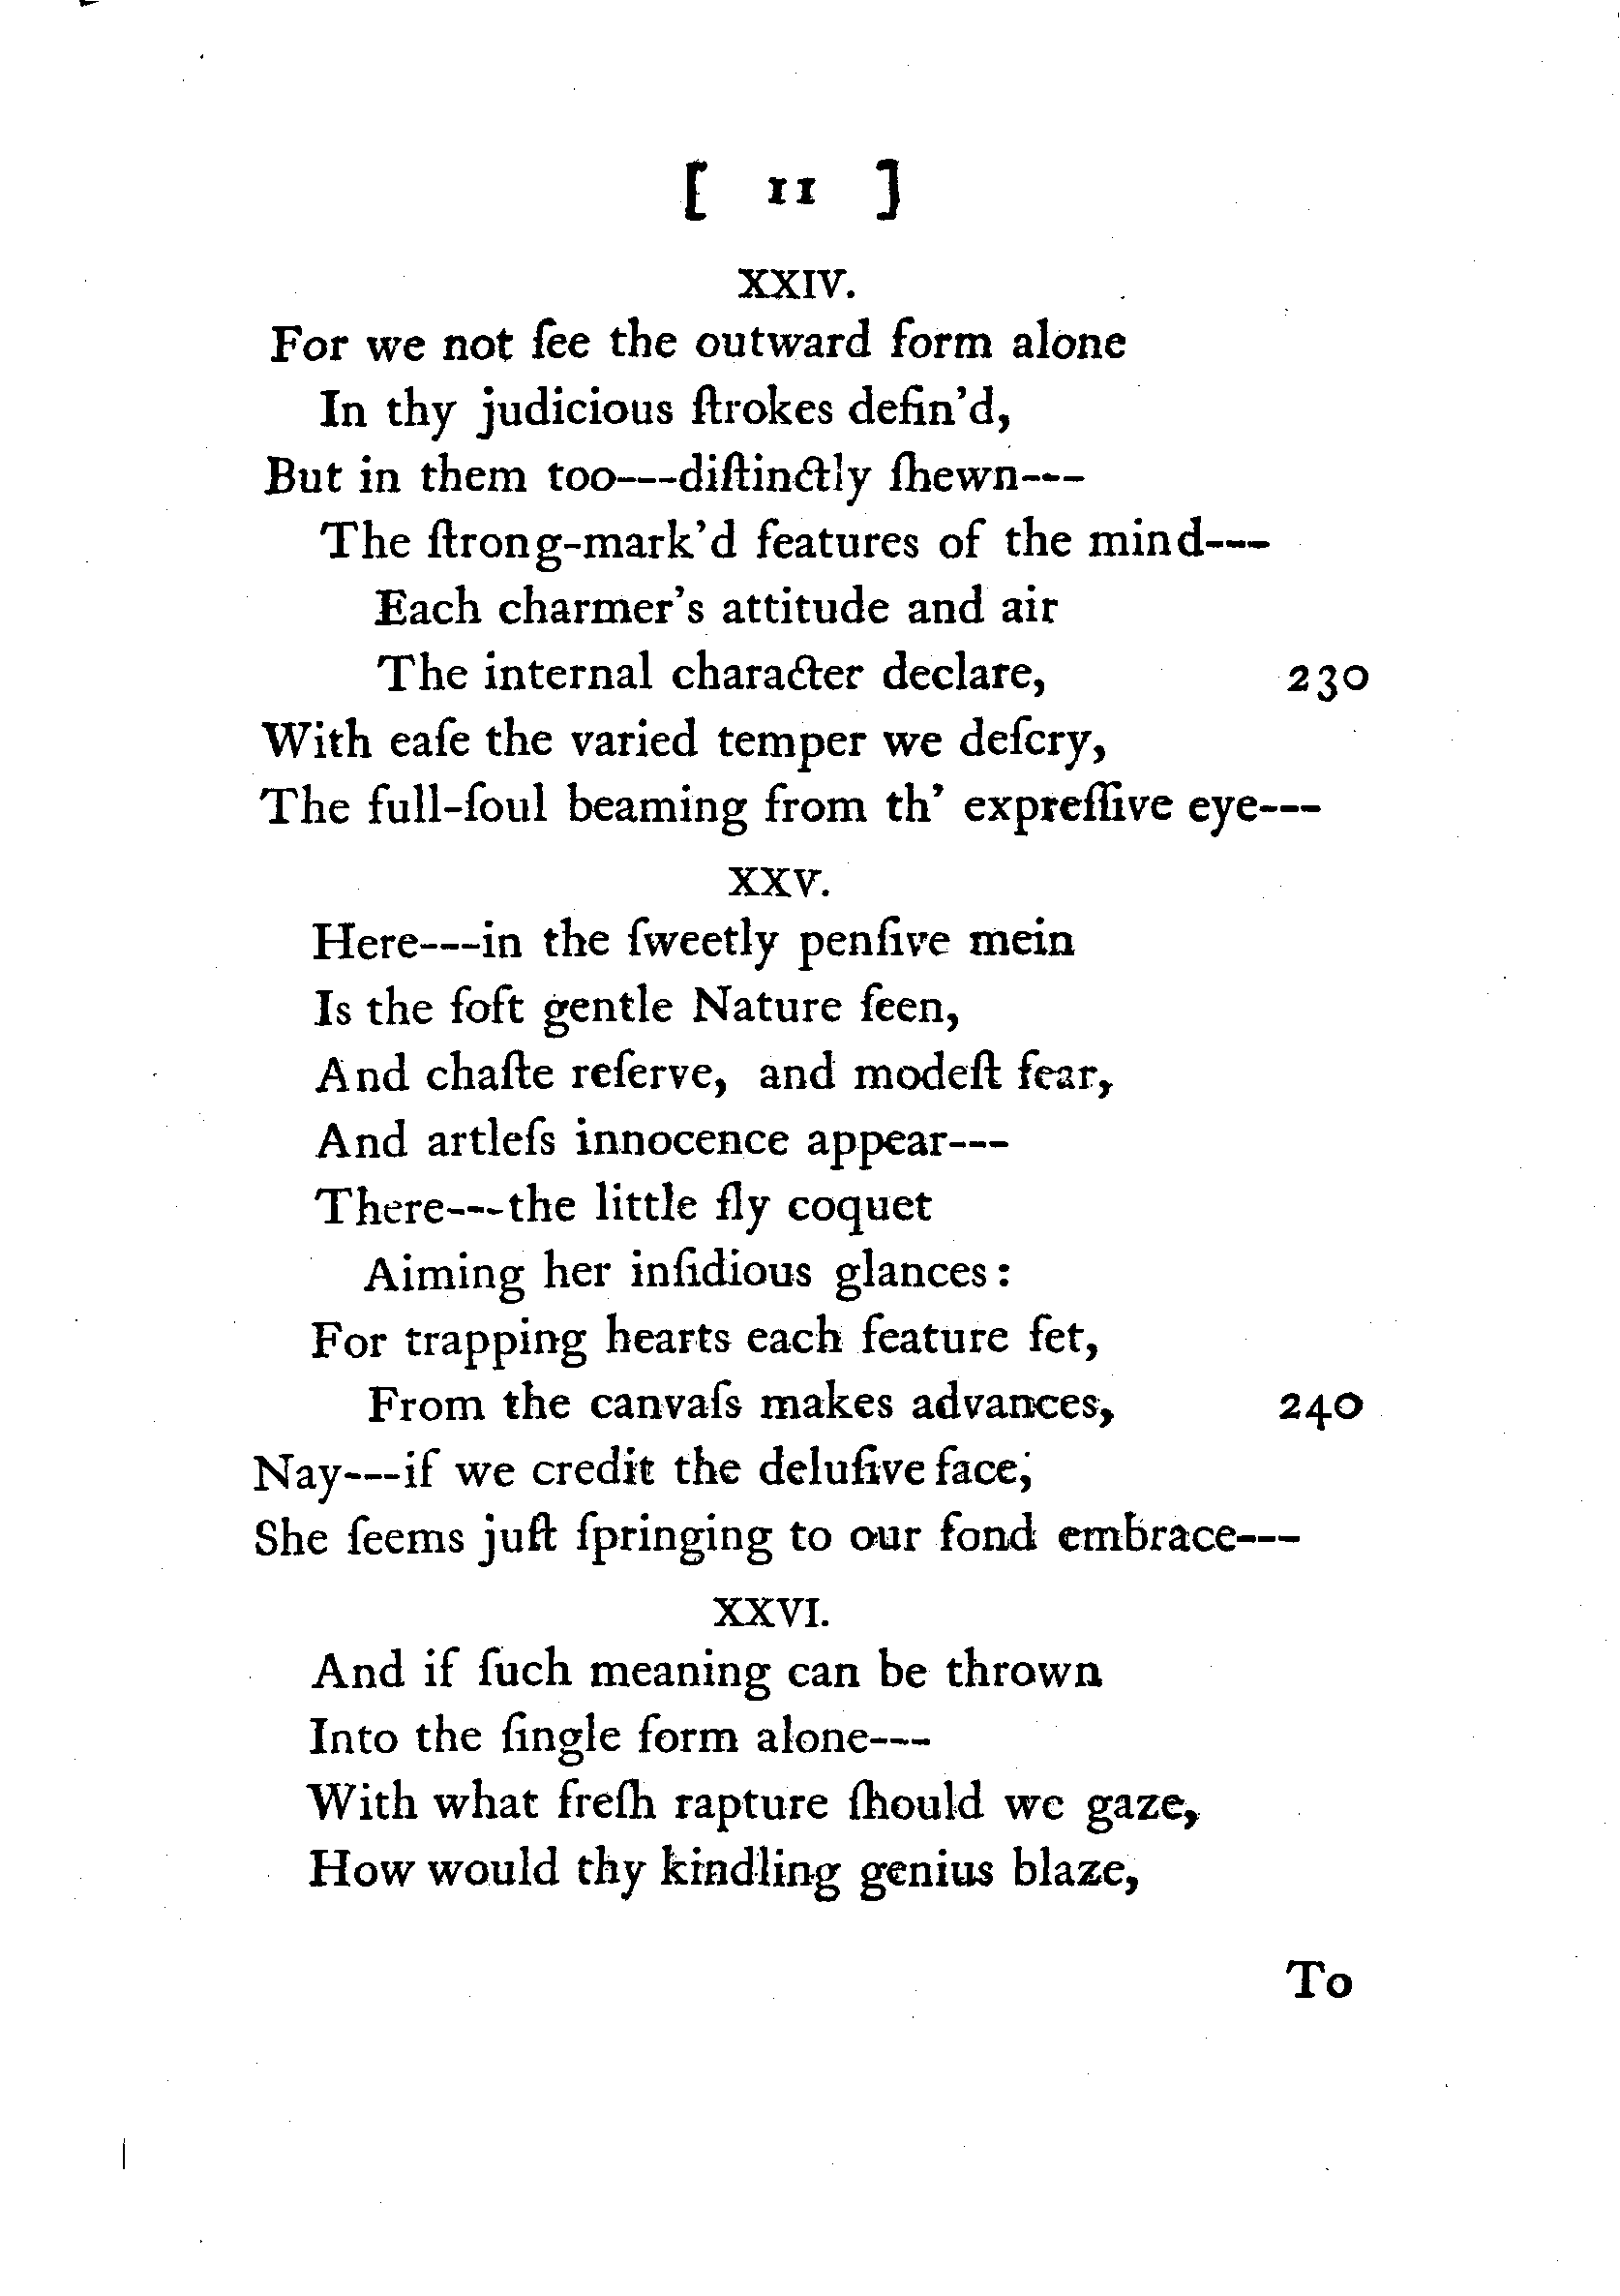 [ 11 ]
XXIV.
For we not ſee the outward form alone
In thy judicious ſtrokes defin'd,
But in them too----diſtinctly ſhewn---
The ſtrong-mark'd features of the mind---
Each charmer's attitude and air
The internal character declare, 230
With eaſe the varied temper we deſcry,
The full-ſoul beaming from th' expreſſive eye---
XXV.
Here----in the ſweetly penſive mein
Is the ſoft gentle Nature ſeen,
And chaſte reſerve, and modeſt fear,
And artleſs innocence appear---
There----the little ſly coquet
Aiming her inſidious glances:
For trapping hearts each feature ſet,
From the canvaſs makes advances, 240
Nay----if we credit the deluſive face,
She ſeems juſt ſpringing to our fond embrace---
XXVI.
And if ſuch meaning can be thrown
Into the ſingle form alone---
With what freſh rapture ſhould we gaze,
How would thy kindling genius blaze,
To